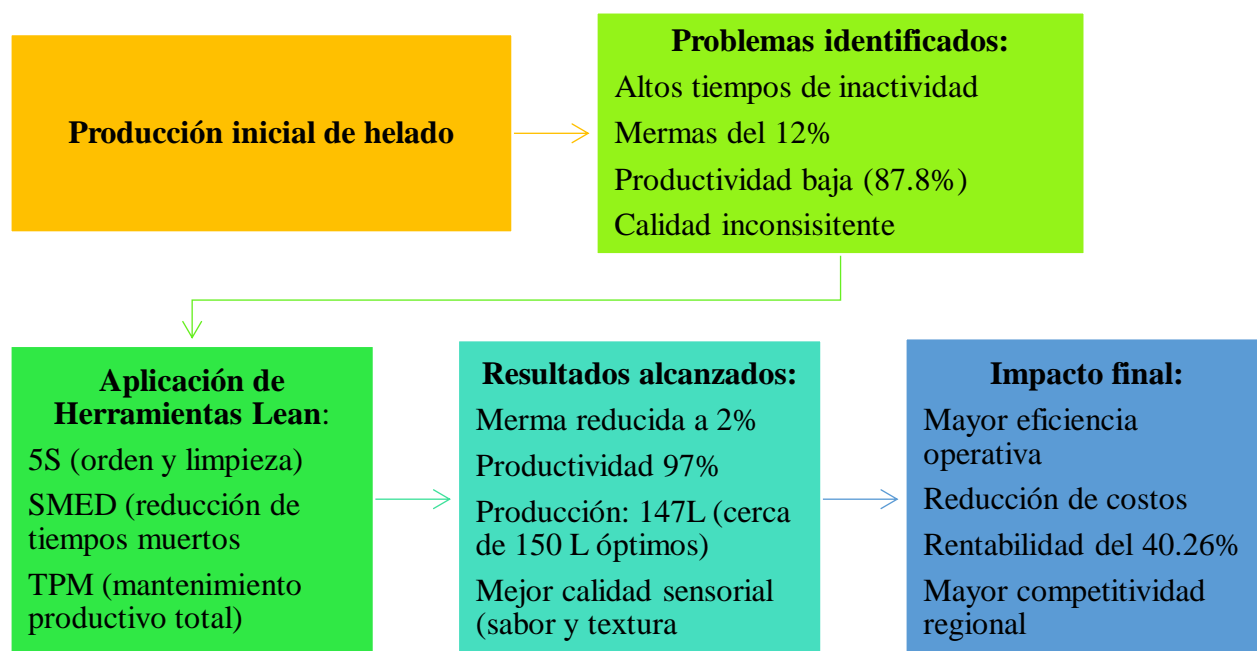 Producción inicial de helado
Problemas identificados:
Altos tiempos de inactividad
Mermas del 12%
Productividad baja (87.8%)
Calidad inconsisitente
Aplicación de
Herramientas Lean:
5S (orden y limpieza)
SMED (reducción de
tiempos muertos
TPM (mantenimiento
productivo total)
Resultados alcanzados:
Merma reducida a 2%
Productividad 97%
Producción: 147L (cerca
de 150 L óptimos)
Mejor calidad sensorial
(sabor y textura
Impacto final:
Mayor eficiencia
operativa
Reducción de costos
Rentabilidad del 40.26%
Mayor competitividad
regional